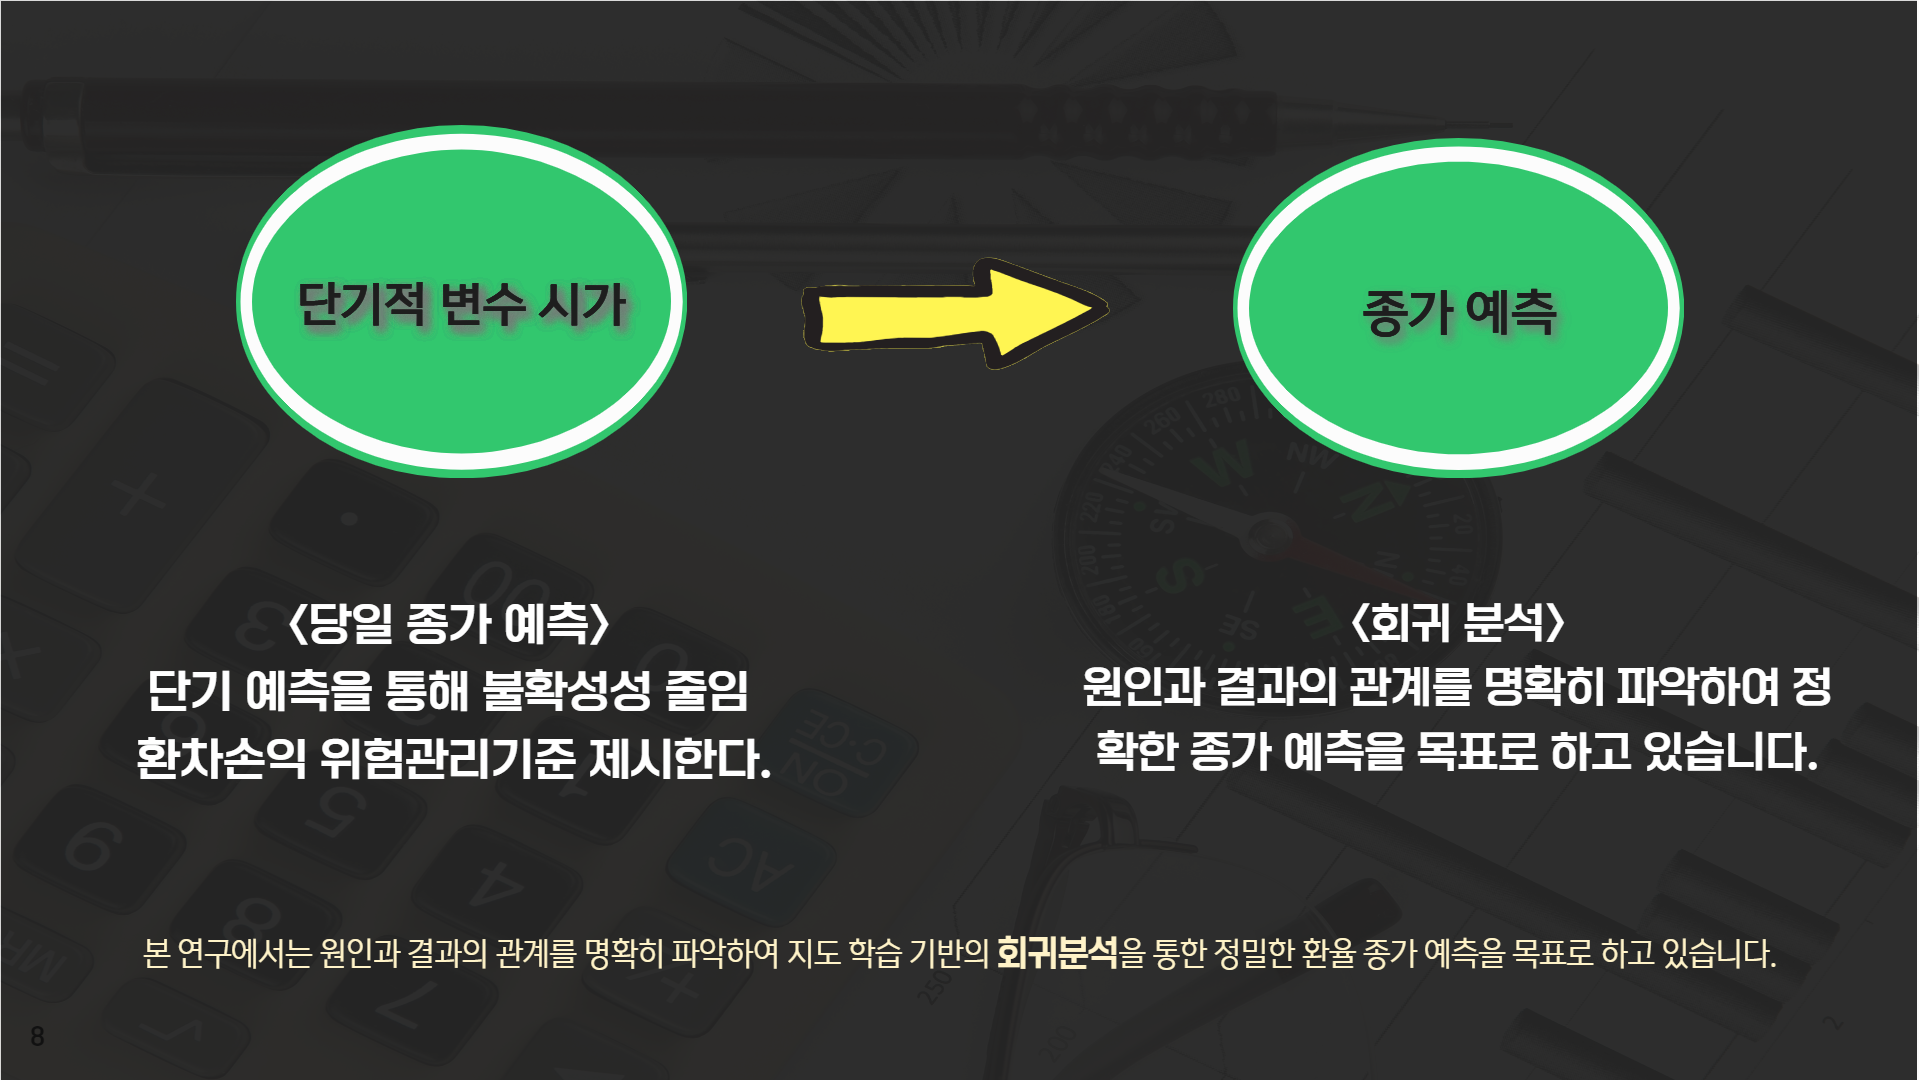 단기적 변수 시가
종가 예측
<당일 종가 예측>
단기 예측을 통해 불확성성 줄임
환차손익 위험관리기준 제시한다.
<회귀 분석>
원인과 결과의 관계를 명확히 파악하여 정
확한 종가 예측을 목표로 하고 있습니다.
본 연구에서는 원인과 결과의 관계를 명확히 파악하여 지도 학습 기반의 회귀분석을 통한 정밀한 환율 종가 예측을 목표로 하고 있습니다.
8